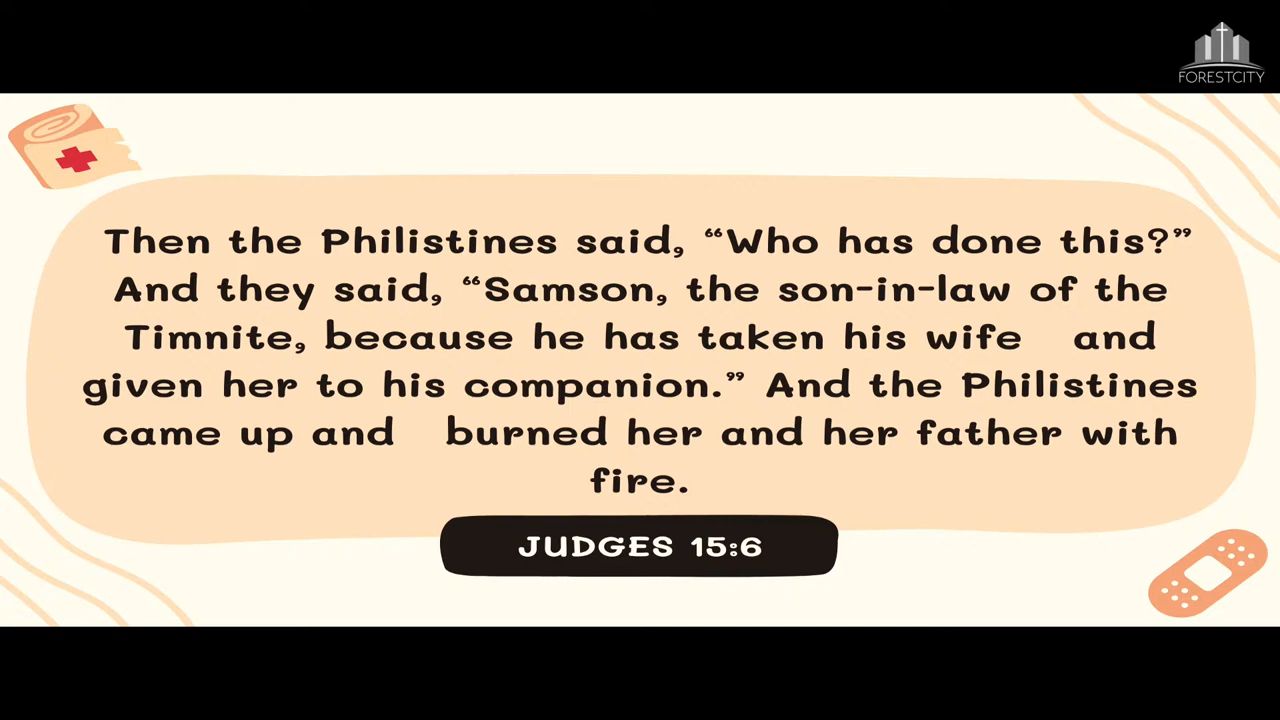 FORESTCITY
Then the Philistines said, “Who has done this?”
And they said, “Samson, the son-in-law of the
Timnite, because he has taken his wife and
given her to his companion.” And the Philistines
came up and burned her and her father with
fire.
JUDGES 15:6